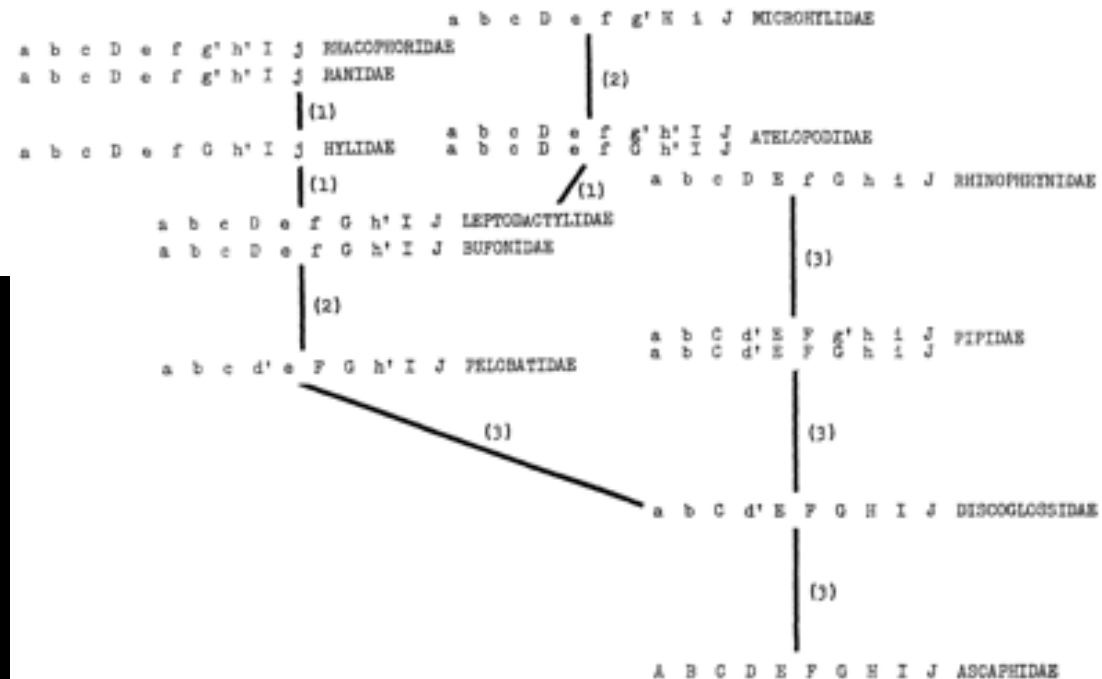 a b c D e f g' H i J MICROHYLIDAE
a b c D e f g' h' I j RHACOPHORIDAE
a b c D e f g' h' I j RANIDAE
(2)
(1)
a b c D e f g' h' I J
a b c D e f G h' I J
ATELOPODIDAE
a b c D e f G h' I j HYLIDAE
(1)
(1)
a b c D E f G h i J RHINOPHRYNIDAE
a b c D e f G h' I J LEPTODACTYLIDAE
a b c D e f G h' I J BUFONIDAE
(3)
(2)
a b C d' E F g' h i J
a b C d' E F G h i J
PIPIDAE
a b c d' e F G h' I J PELOBATIDAE
(3)
(3)
a b C d' E F G H I J DISCOGLOSSIDAE
(3)
A B C D E F G H I J ASCAPHIDAE